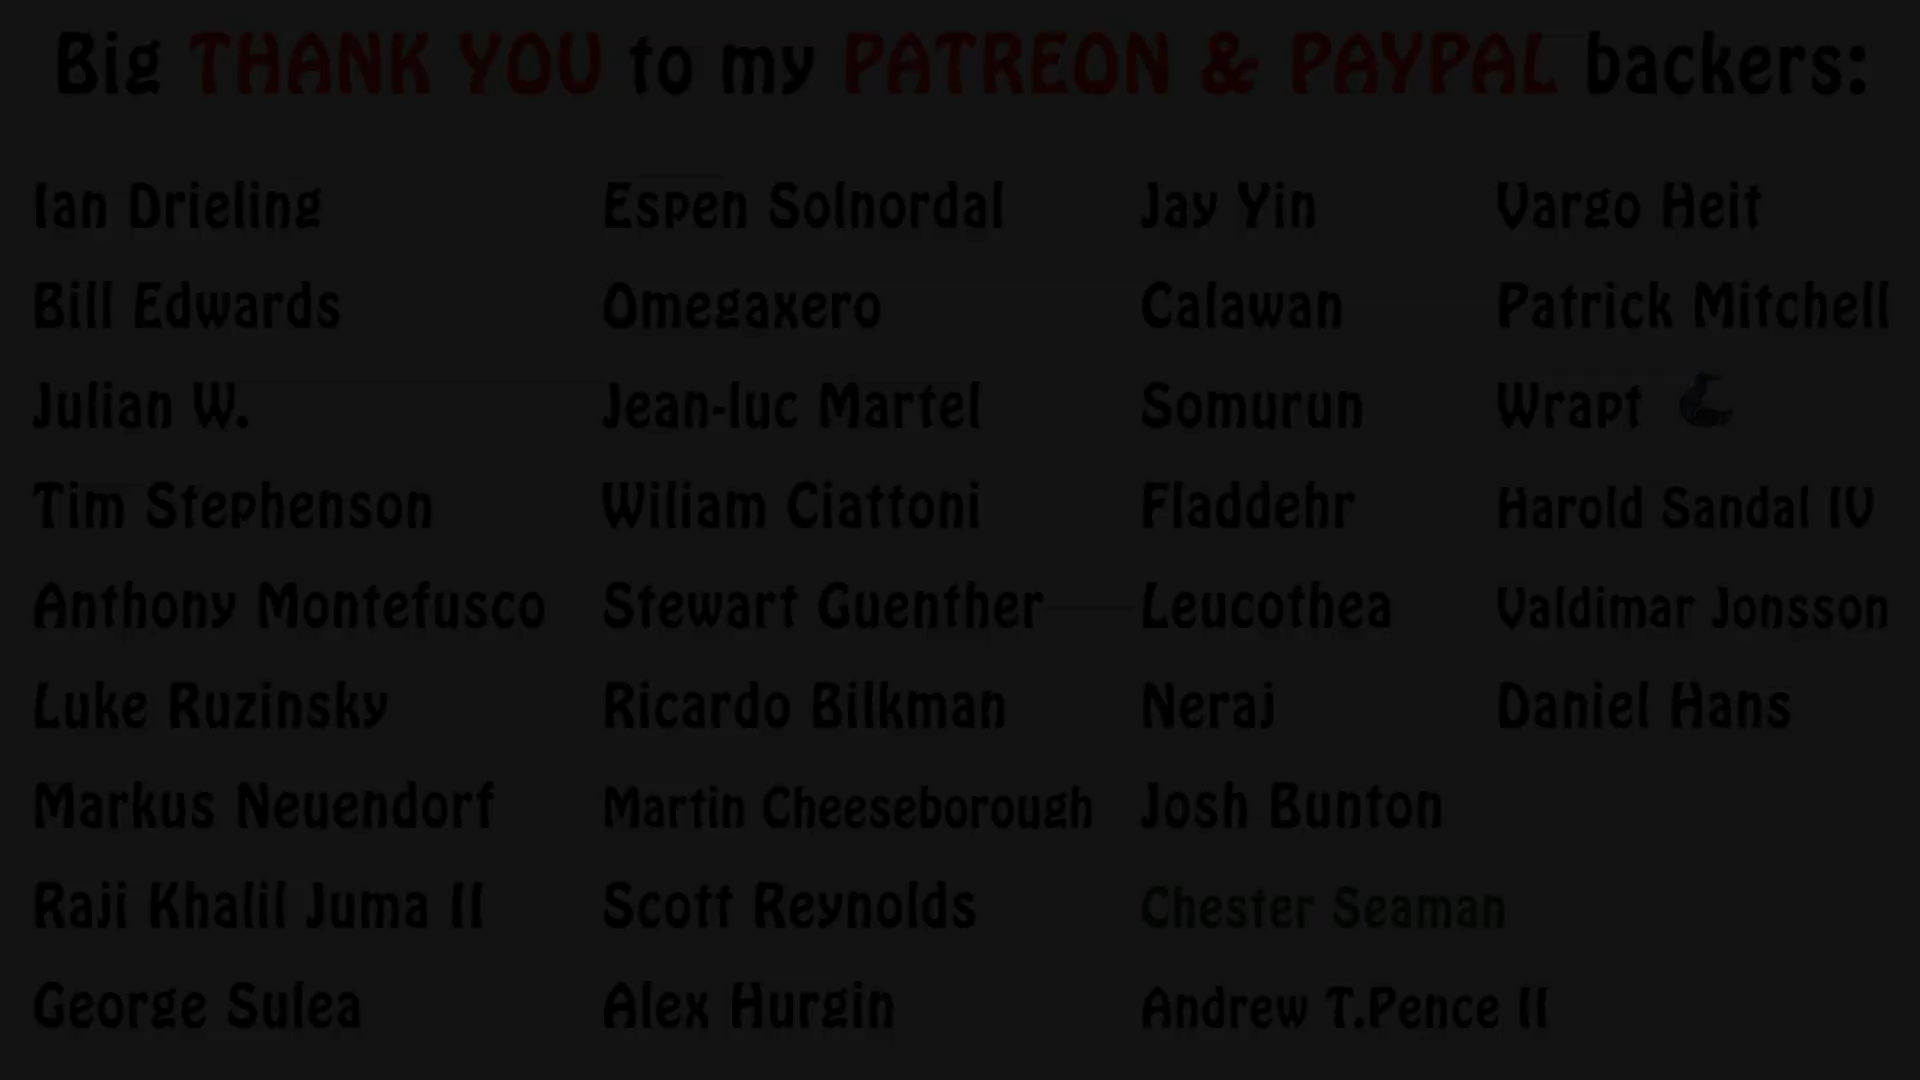 Big THANK YOU to my PATREON & PAYPAL backers:
Ian Drieling
Bill Edwards
Julian W.
Tim Stephenson
Anthony Montefusco
Luke Ruzinsky
Markus Neuendorf
Raji Khalil Juma II
George Sulea
Espen Solnordal
Omegaxero
Jean-luc Martel
Wiliam Ciattoni
Stewart Guenther
Ricardo Bilkman
Martin Cheeseborough
Scott Reynolds
Alex Hurgin
Jay Yin
Calawan
Somurun
Fladdehr
Leucothea
Neraj
Josh Bunton
Chester Seaman
Andrew T.Pence II
Vargo Heit
Patrick Mitchell
Wrapt
Harold Sandal IV
Valdimar Jonsson
Daniel Hans